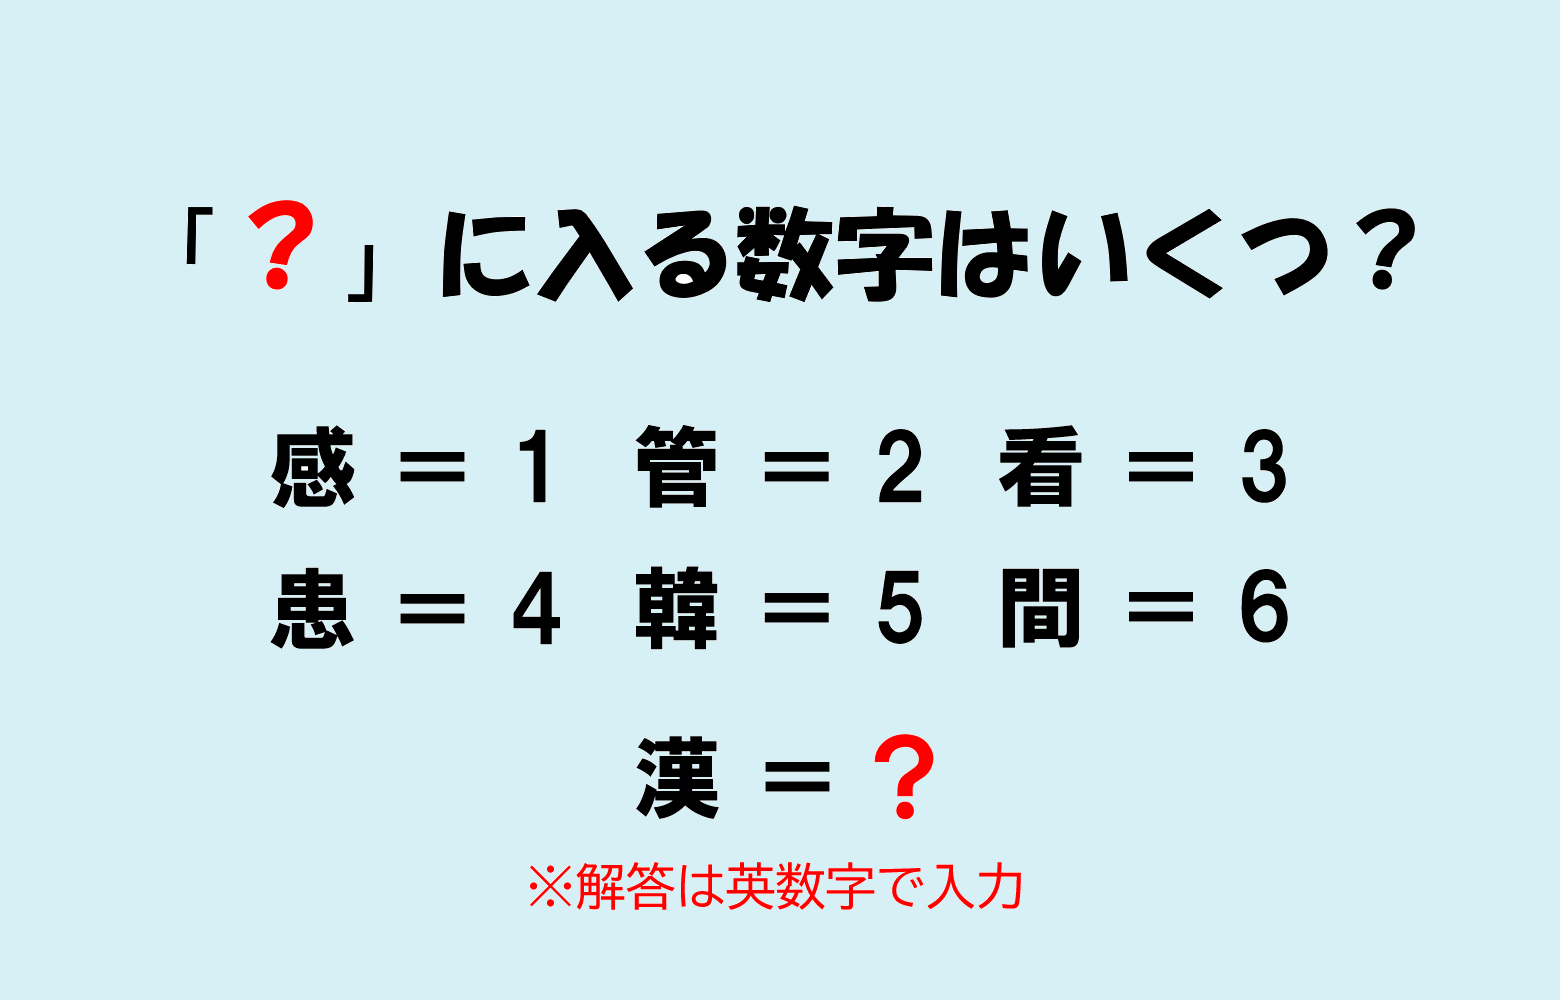 「？」に入る数字はいくつ？
感 ＝ 1 管 ＝ 2 看 ＝ 3
患 ＝ 4 韓 ＝ 5 間 ＝ 6
漢 ＝ ？
※解答は英数字で入力